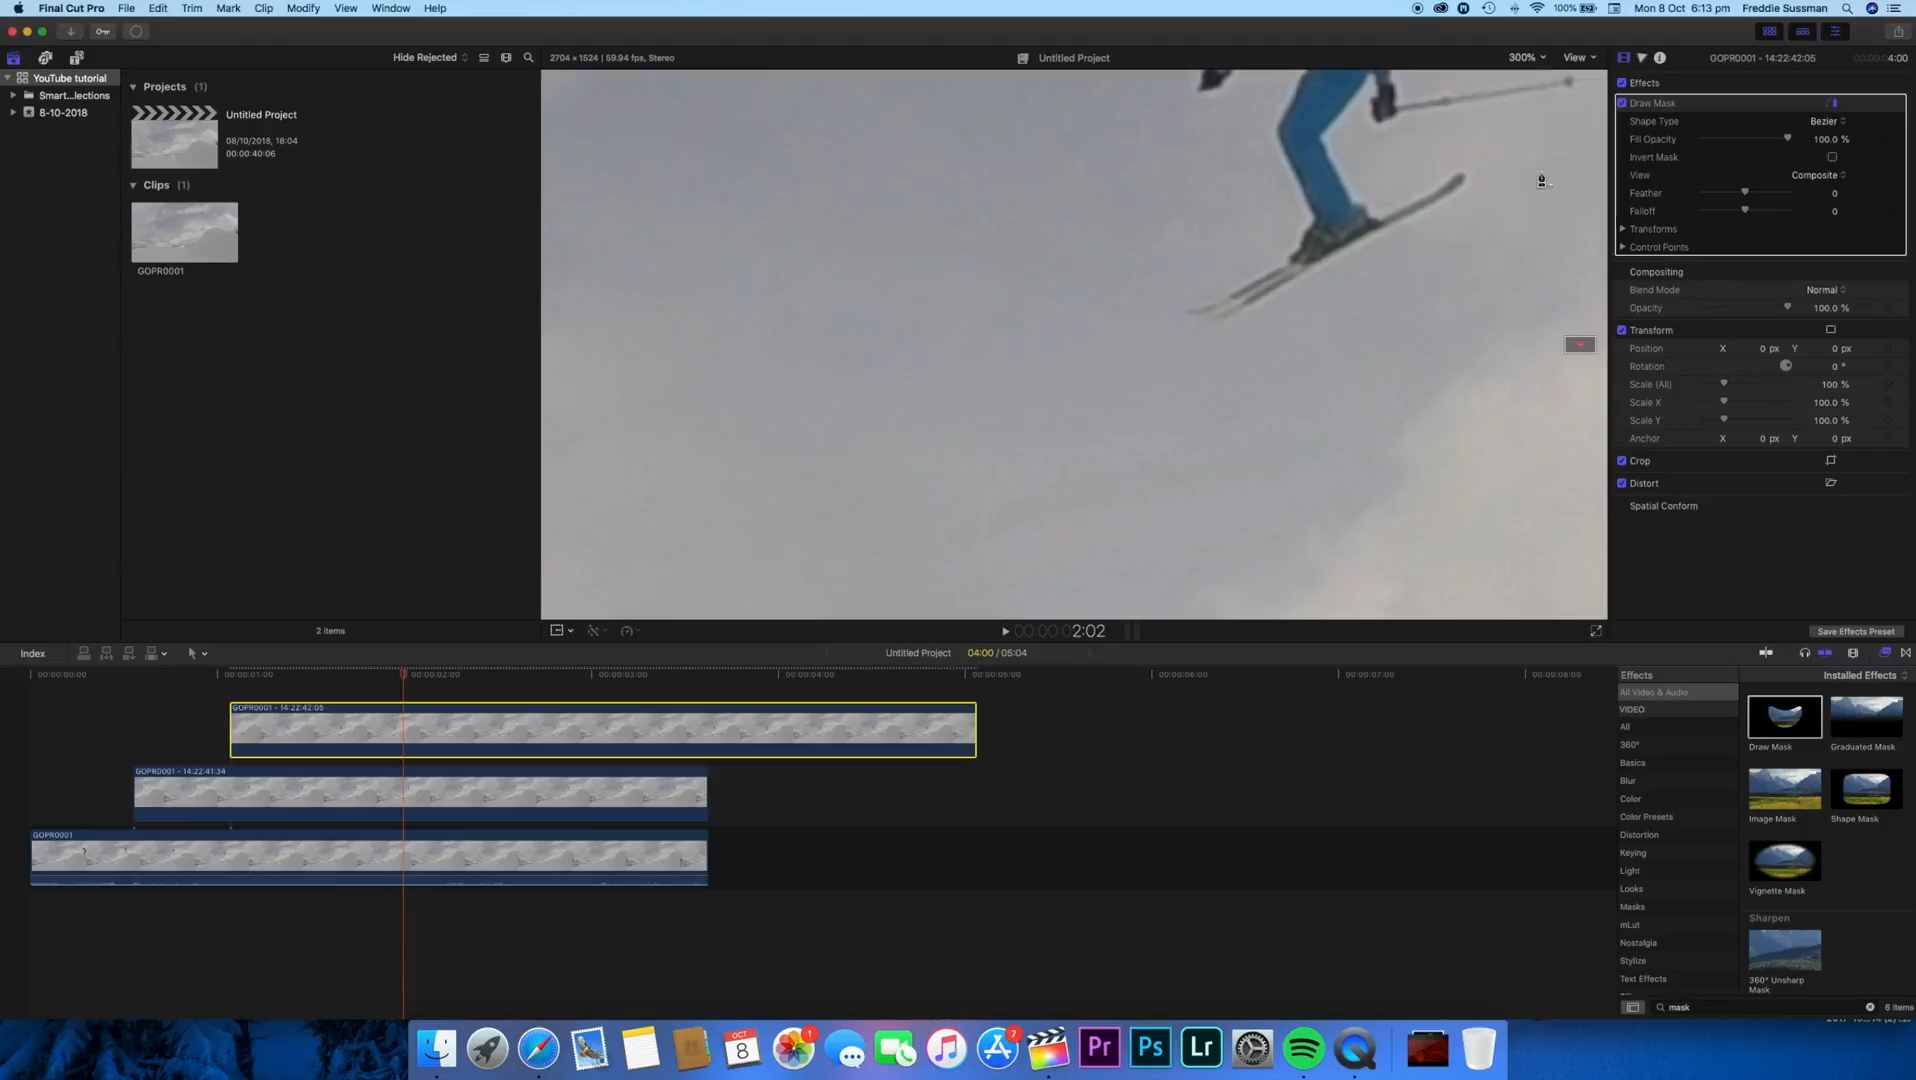 Final Cut Pro File Edit Trim Mark Clip Modify View Window Help
100% Mon 8 Oct 6:13 pm Freddie Sussman
Hide Rejected
2704 × 1524 | 59.94 fps, Stereo
Untitled Project
300%
View
GOPR0001 - 14:22:42:05
4:00
YouTube tutorial
Smart...lections
8-10-2018
Projects (1)
Untitled Project
08/10/2018, 18:04
00:00:40:06
Clips (1)
GOPR0001
2 items
Effects
Draw Mask
Shape Type Bezier
Fill Opacity 100.0 %
Invert Mask
View Composite
Feather 0
Falloff 0
Transforms
Control Points
Compositing
Blend Mode Normal
Opacity 100.0 %
Transform
Position X 0 px Y 0 px
Rotation 0 °
Scale (All) 100 %
Scale X 100.0 %
Scale Y 100.0 %
Anchor X 0 px Y 0 px
Crop
Distort
Spatial Conform
Save Effects Preset
00:00:00:02:02
Index
Untitled Project
04:00 / 05:04
00:00:00:00 00:00:01:00 00:00:02:00 00:00:03:00 00:00:04:00 00:00:05:00 00:00:06:00 00:00:07:00 00:00:08:00
GOPR0001 - 14:22:42:05
GOPR0001 - 14:22:41:34
GOPR0001
Effects
Installed Effects
All Video & Audio
VIDEO
All
360°
Basics
Blur
Color
Color Presets
Distortion
Keying
Light
Looks
Masks
mLut
Nostalgia
Stylize
Text Effects
Draw Mask
Graduated Mask
Image Mask
Shape Mask
Vignette Mask
Sharpen
360° Unsharp
Mask
mask
6 items
OCT
8
1
7
Pr
Ps
Lr